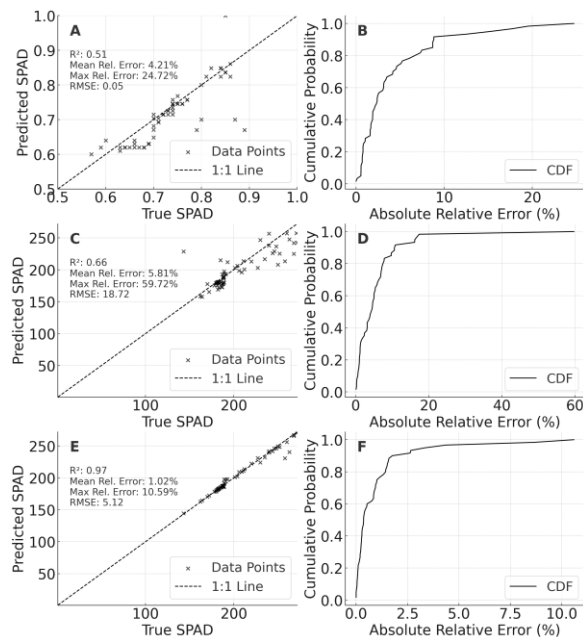 A
R²: 0.51
Mean Rel. Error: 4.21%
Max Rel. Error: 24.72%
RMSE: 0.05
Predicted SPAD
1.0
0.9
0.8
0.7
0.6
0.5
Data Points
1:1 Line
0.5 0.6 0.7 0.8 0.9 1.0
True SPAD
B
Cumulative Probability
1.0
0.8
0.6
0.4
0.2
0.0
CDF
0 10 20
Absolute Relative Error (%)
C
R²: 0.66
Mean Rel. Error: 5.81%
Max Rel. Error: 59.72%
RMSE: 18.72
Predicted SPAD
250
200
150
100
50
Data Points
1:1 Line
100 200
True SPAD
D
Cumulative Probability
1.0
0.8
0.6
0.4
0.2
0.0
CDF
0 20 40 60
Absolute Relative Error (%)
E
R²: 0.97
Mean Rel. Error: 1.02%
Max Rel. Error: 10.59%
RMSE: 5.12
Predicted SPAD
250
200
150
100
50
Data Points
1:1 Line
100 200
True SPAD
F
Cumulative Probability
1.0
0.8
0.6
0.4
0.2
0.0
CDF
0.0 2.5 5.0 7.5 10.0
Absolute Relative Error (%)